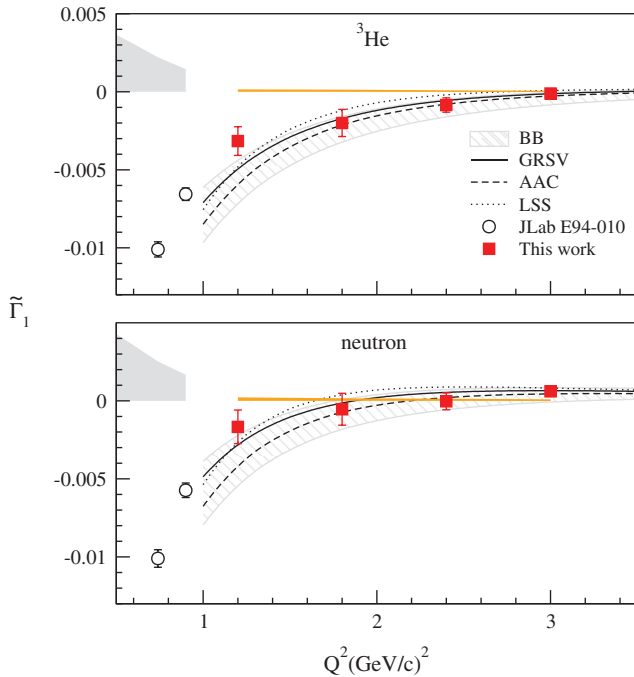 0.005
³He
0
-0.005
-0.01
BB
GRSV
AAC
LSS
JLab E94-010
This work
Γ̃₁
neutron
0
-0.005
-0.01
1 2 3
Q²(GeV/c)²